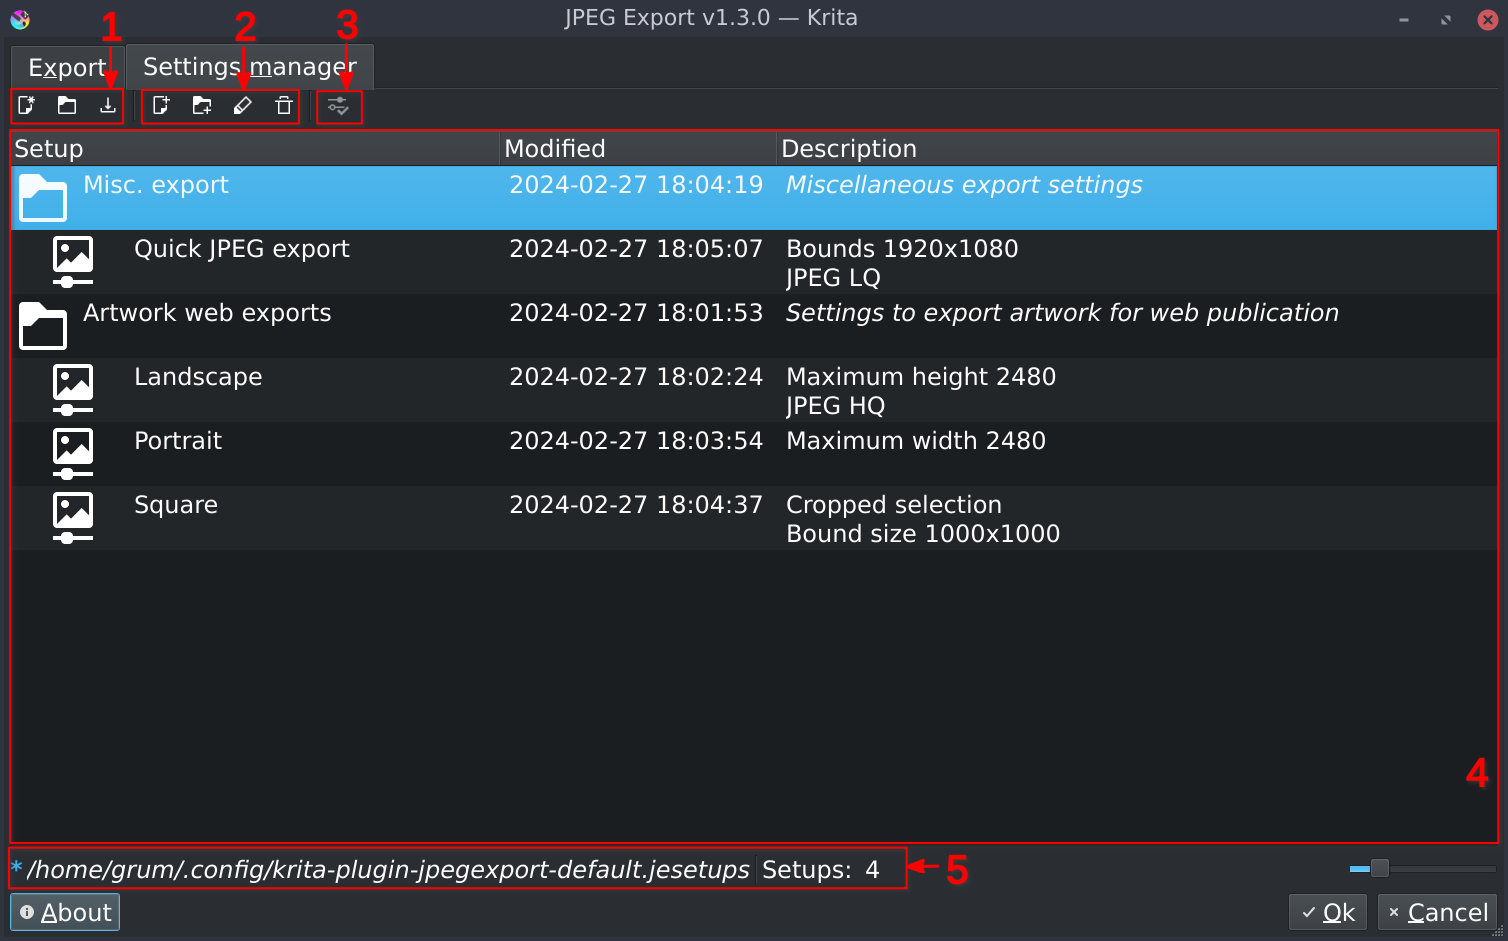 JPEG Export v1.3.0 — Krita
1 2 3
Export Settings manager
Setup Modified Description
Misc. export 2024-02-27 18:04:19 Miscellaneous export settings
Quick JPEG export 2024-02-27 18:05:07 Bounds 1920x1080
JPEG LQ
Artwork web exports 2024-02-27 18:01:53 Settings to export artwork for web publication
Landscape 2024-02-27 18:02:24 Maximum height 2480
JPEG HQ
Portrait 2024-02-27 18:03:54 Maximum width 2480
Square 2024-02-27 18:04:37 Cropped selection
Bound size 1000x1000
4
* /home/grum/.config/krita-plugin-jpegexport-default.jesetups Setups: 4 5
About Ok Cancel